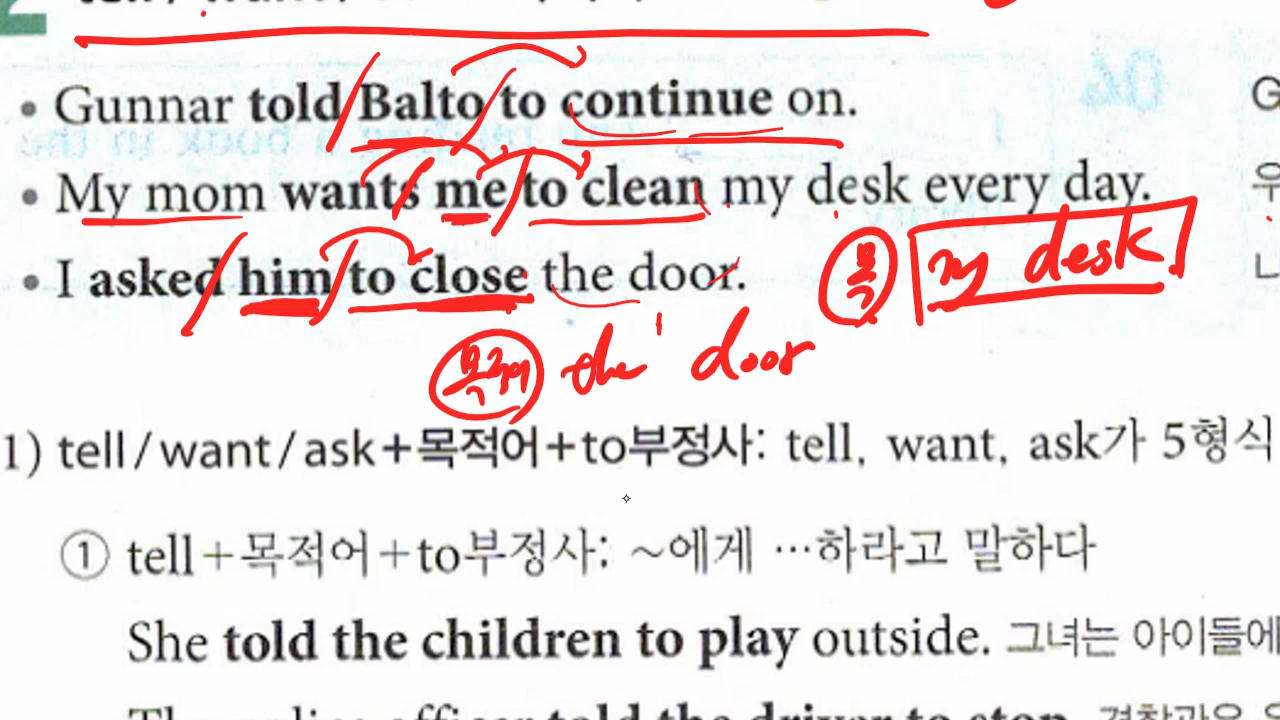 • Gunnar told Balto to continue on.
• My mom wants me to clean my desk every day.
my desk
• I asked him to close the door.
목적어 the door
1) tell/want/ask+목적어+to부정사: tell, want, ask가 5형식
① tell+목적어+to부정사: ~에게 …하라고 말하다
She told the children to play outside. 그녀는 아이들에